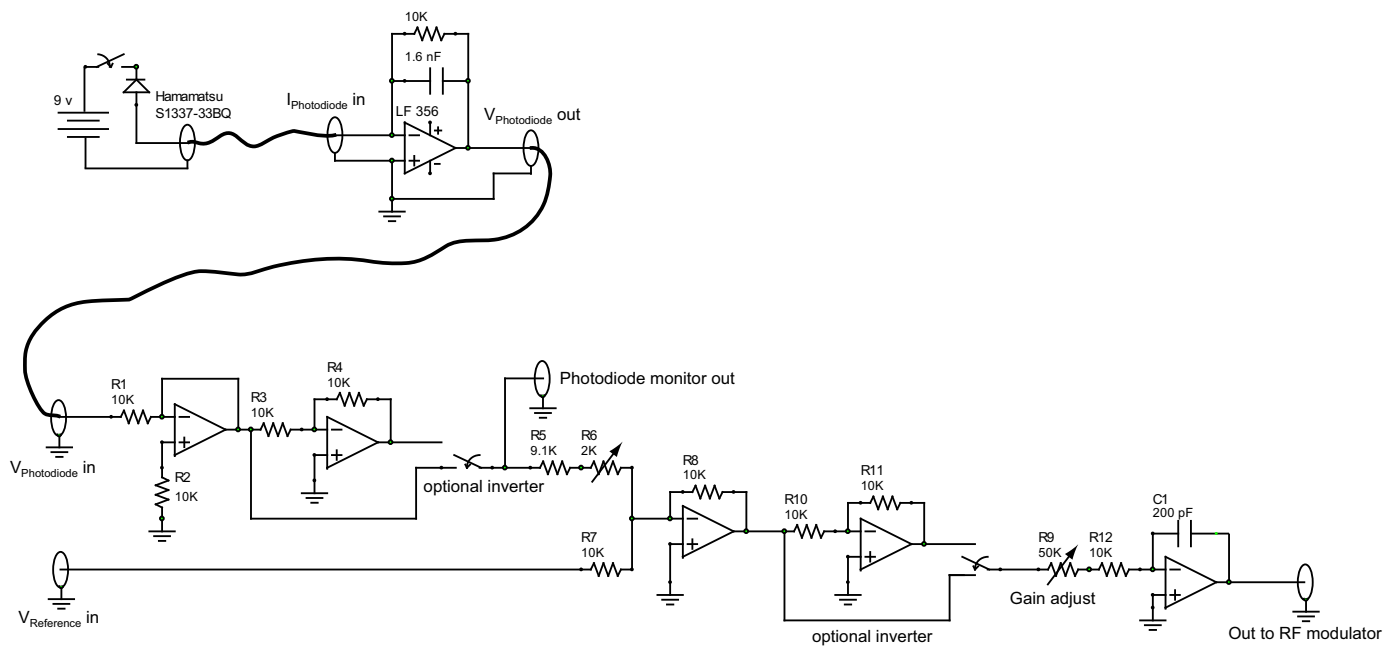 10K
1.6 nF
9 v
Hamamatsu
S1337-33BQ
IPhotodiode in
LF 356
VPhotodiode out
+
−
−
+
R1
10K
R3
10K
R4
10K
Photodiode monitor out
−
+
−
+
VPhotodiode in
R2
10K
optional inverter
R5
9.1K
R6
2K
R8
10K
R11
10K
R10
10K
−
+
−
+
R7
10K
VReference in
R9
50K
R12
10K
C1
200 pF
−
+
Gain adjust
optional inverter
Out to RF modulator